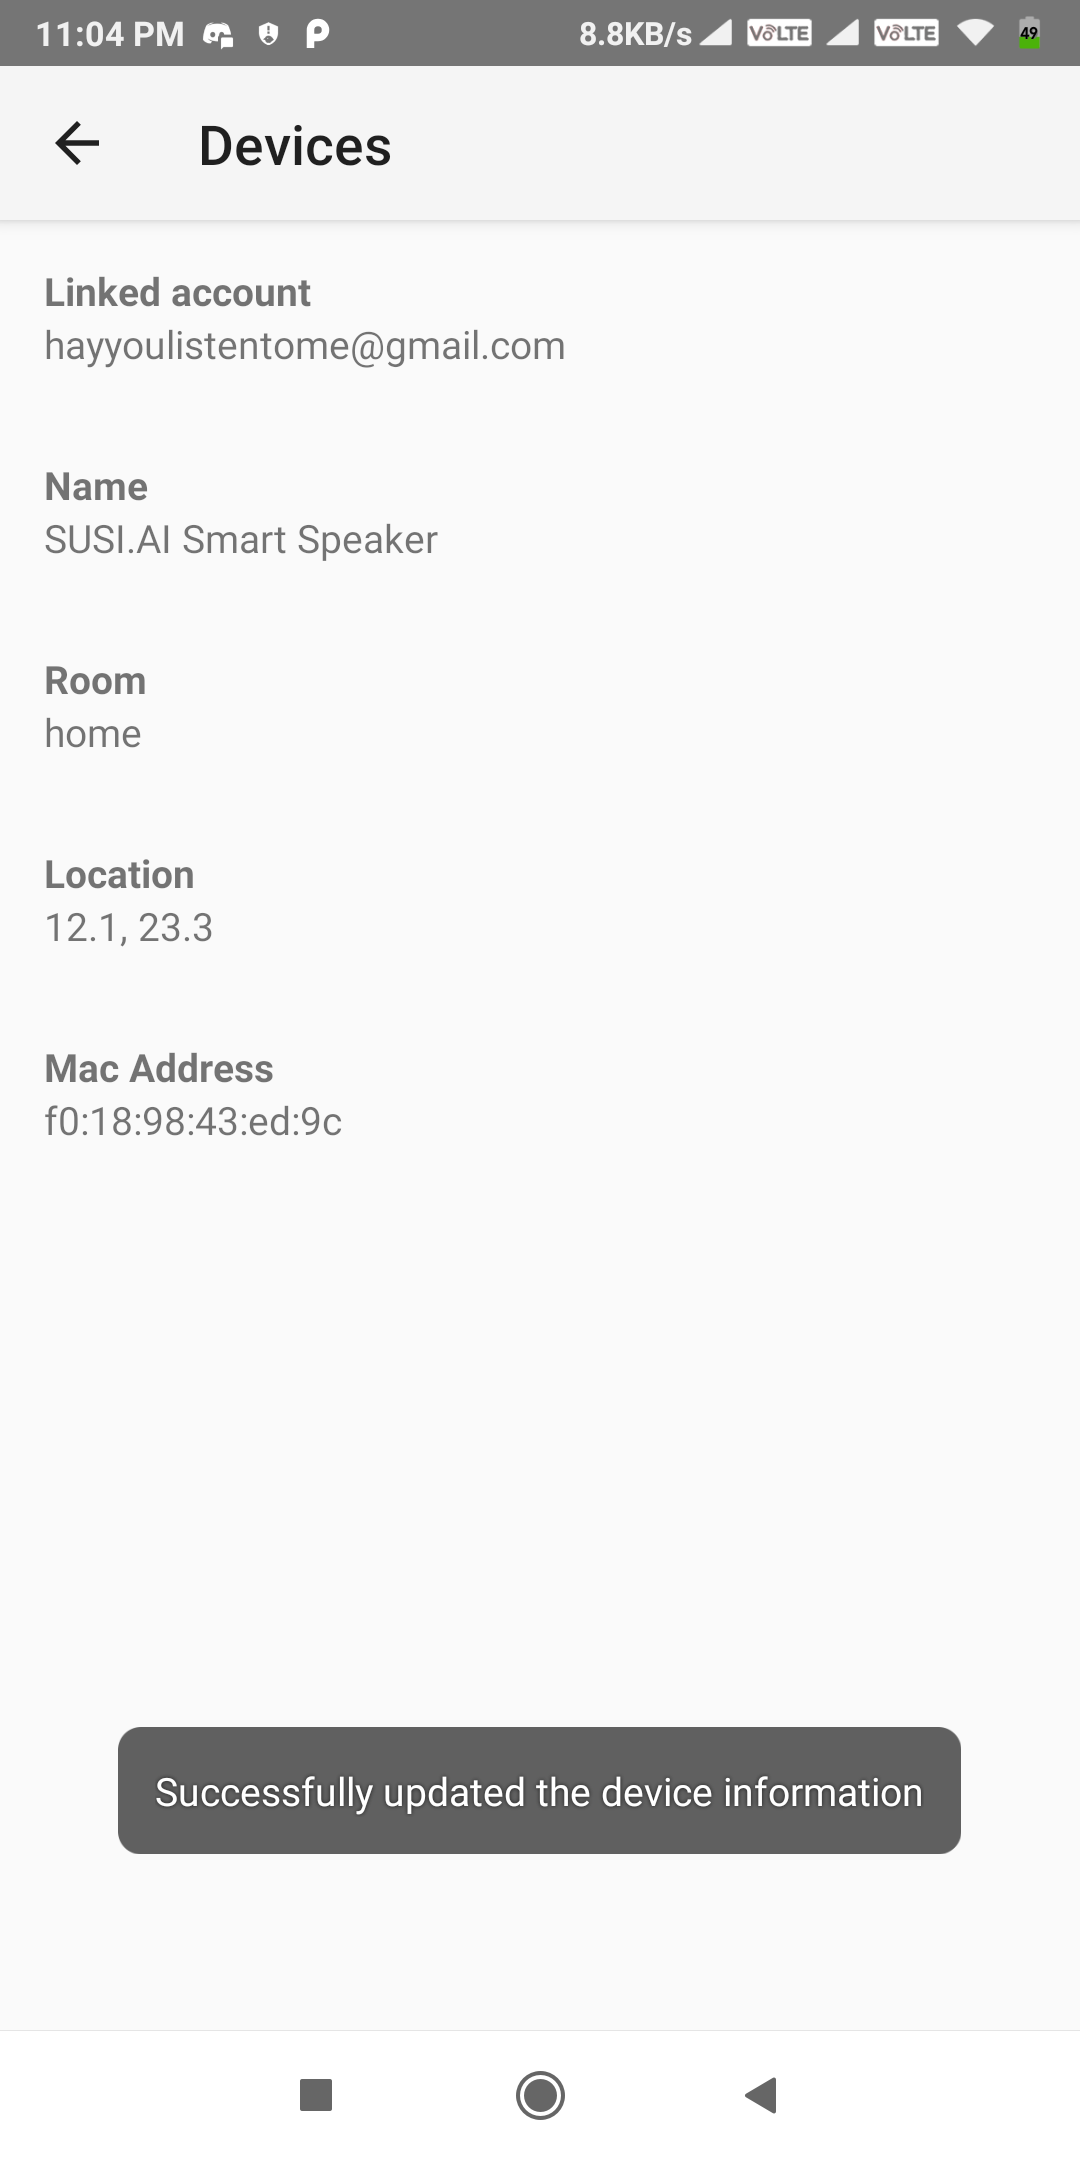 11:04 PM 8.8KB/s VoLTE VoLTE 49
Devices
Linked account
hayyoulistentome@gmail.com
Name
SUSI.AI Smart Speaker
Room
home
Location
12.1, 23.3
Mac Address
f0:18:98:43:ed:9c
Successfully updated the device information